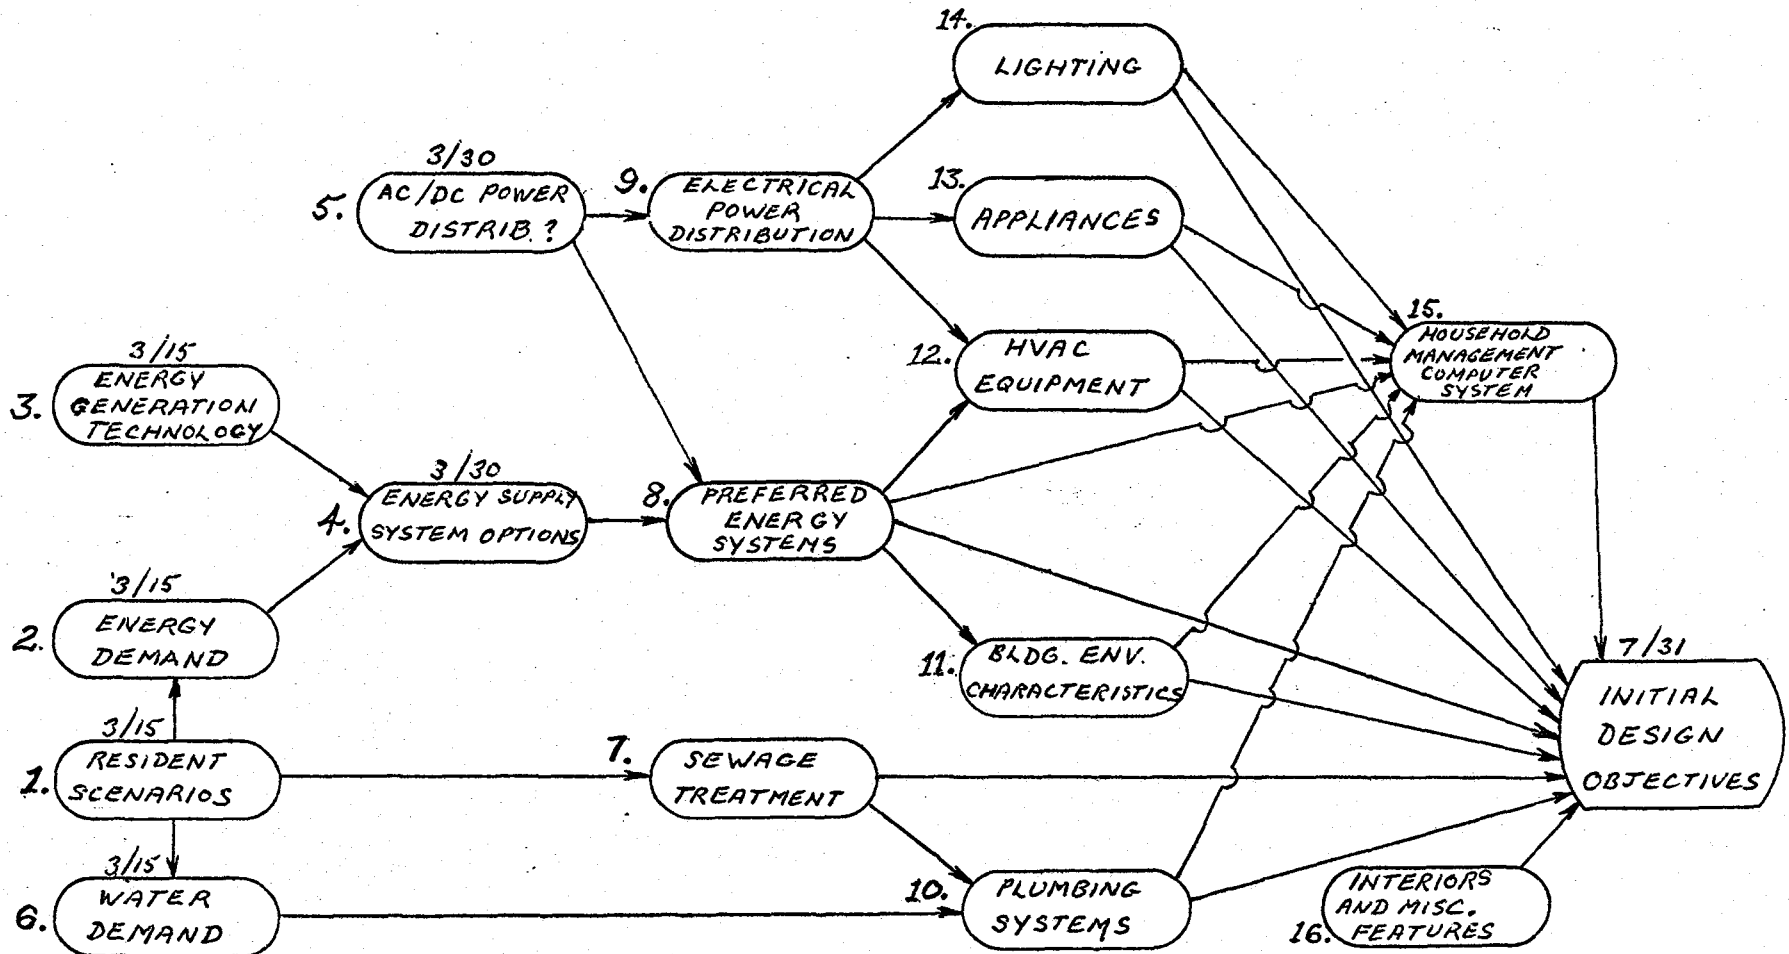 14.
LIGHTING
3/30
5.
AC/DC POWER
DISTRIB.?
9.
ELECTRICAL
POWER
DISTRIBUTION
13.
APPLIANCES
3/15
3.
ENERGY
GENERATION
TECHNOLOGY
12.
HVAC
EQUIPMENT
15.
HOUSEHOLD
MANAGEMENT
COMPUTER
SYSTEM
3/30
4.
ENERGY SUPPLY
SYSTEM OPTIONS
8.
PREFERRED
ENERGY
SYSTEMS
3/15
2.
ENERGY
DEMAND
11.
BLDG. ENV.
CHARACTERISTICS
7/31
INITIAL
DESIGN
OBJECTIVES
3/15
1.
RESIDENT
SCENARIOS
7.
SEWAGE
TREATMENT
3/15
6.
WATER
DEMAND
10.
PLUMBING
SYSTEMS
16.
INTERIORS
AND MISC.
FEATURES